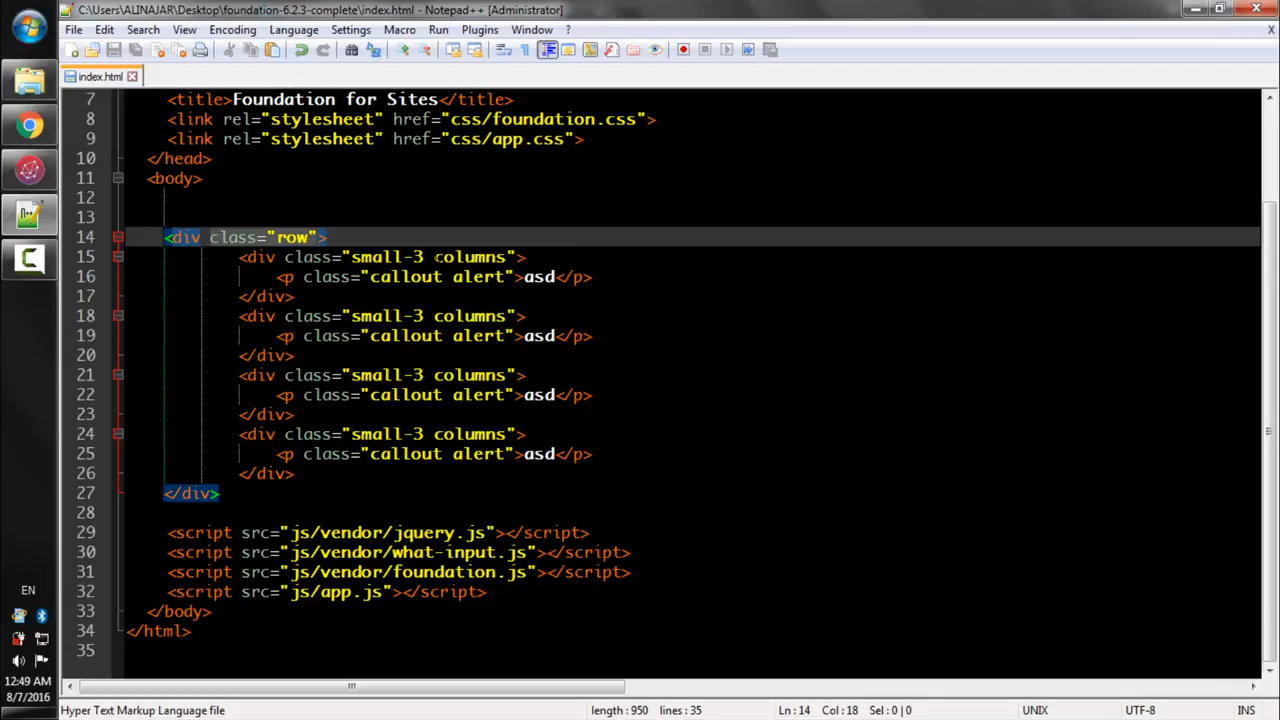 C:\Users\ALINAJAR\Desktop\foundation-6.2.3-complete\index.html - Notepad++ [Administrator]
File Edit Search View Encoding Language Settings Macro Run Plugins Window ?
X
index.html
7 <title>Foundation for Sites</title>
8 <link rel="stylesheet" href="css/foundation.css">
9 <link rel="stylesheet" href="css/app.css">
10 </head>
11 <body>
12
13
14 <div class="row">
15 <div class="small-3 columns">
16 <p class="callout alert">asd</p>
17 </div>
18 <div class="small-3 columns">
19 <p class="callout alert">asd</p>
20 </div>
21 <div class="small-3 columns">
22 <p class="callout alert">asd</p>
23 </div>
24 <div class="small-3 columns">
25 <p class="callout alert">asd</p>
26 </div>
27 </div>
28
29 <script src="js/vendor/jquery.js"></script>
30 <script src="js/vendor/what-input.js"></script>
31 <script src="js/vendor/foundation.js"></script>
32 <script src="js/app.js"></script>
33 </body>
34 </html>
35
EN
12:49 AM
8/7/2016
Hyper Text Markup Language file length : 950 lines : 35 Ln : 14 Col : 18 Sel : 0 | 0 UNIX UTF-8 INS